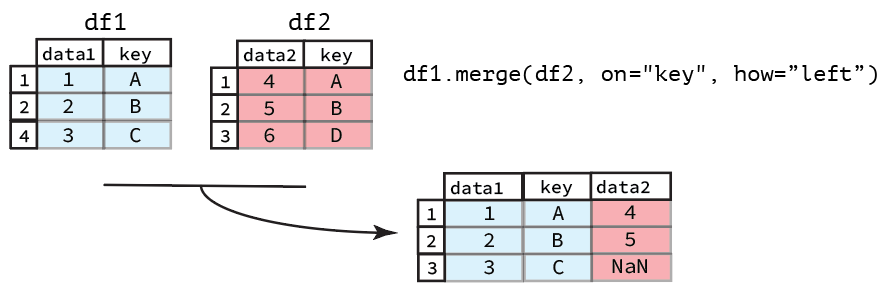 df1 df2
data1 key data2 key
1 1 A 1 4 A
2 2 B 2 5 B
4 3 C 3 6 D
df1.merge(df2, on="key", how=”left”)
data1 key data2
1 1 A 4
2 2 B 5
3 3 C NaN